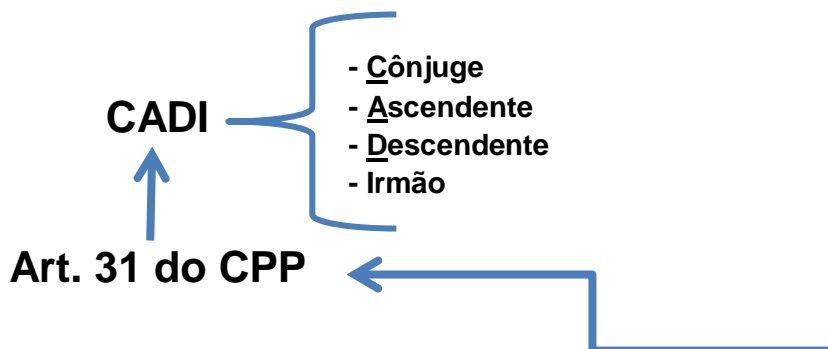 - Cônjuge
- Ascendente
CADI
- Descendente
- Irmão
Art. 31 do CPP